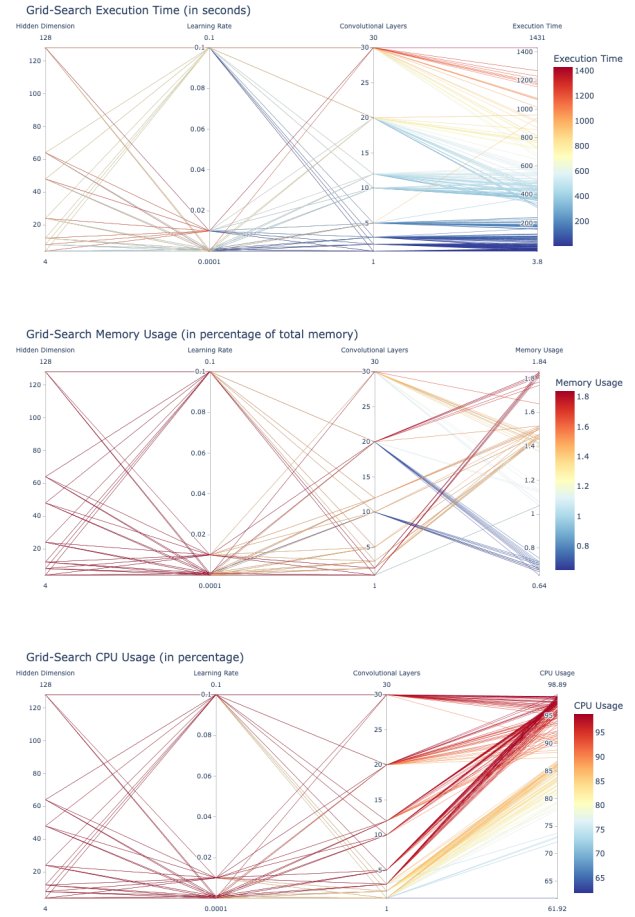 Grid-Search Execution Time (in seconds)
Hidden Dimension Learning Rate Convolutional Layers Execution Time
128 0.1 30 1431
120 0.1 30 1400
Execution Time
1400
100 0.08 25 1200
1200
80 0.06 20 1000
1000
60 15 800
800
40 0.04 10 600
600
20 0.02 5 400
400
200
200
4 0.0001 1 3.8
Grid-Search Memory Usage (in percentage of total memory)
Hidden Dimension Learning Rate Convolutional Layers Memory Usage
128 0.1 30 1.84
120 0.1 30 1.8
Memory Usage
1.8
100 0.08 25 1.6
1.6
80 0.06 20 1.4
1.4
60 0.04 15 1.2
1.2
40 10 1
1
20 0.02 5 0.8
0.8
4 0.0001 1 0.64
Grid-Search CPU Usage (in percentage)
Hidden Dimension Learning Rate Convolutional Layers CPU Usage
128 0.1 30 98.89
120 0.1 30 95
CPU Usage
95
100 0.08 25 90
90
80 0.06 20 85
85
60 0.04 15 80
80
40 10 75
75
20 0.02 5 70
70
65
65
4 0.0001 1 61.92